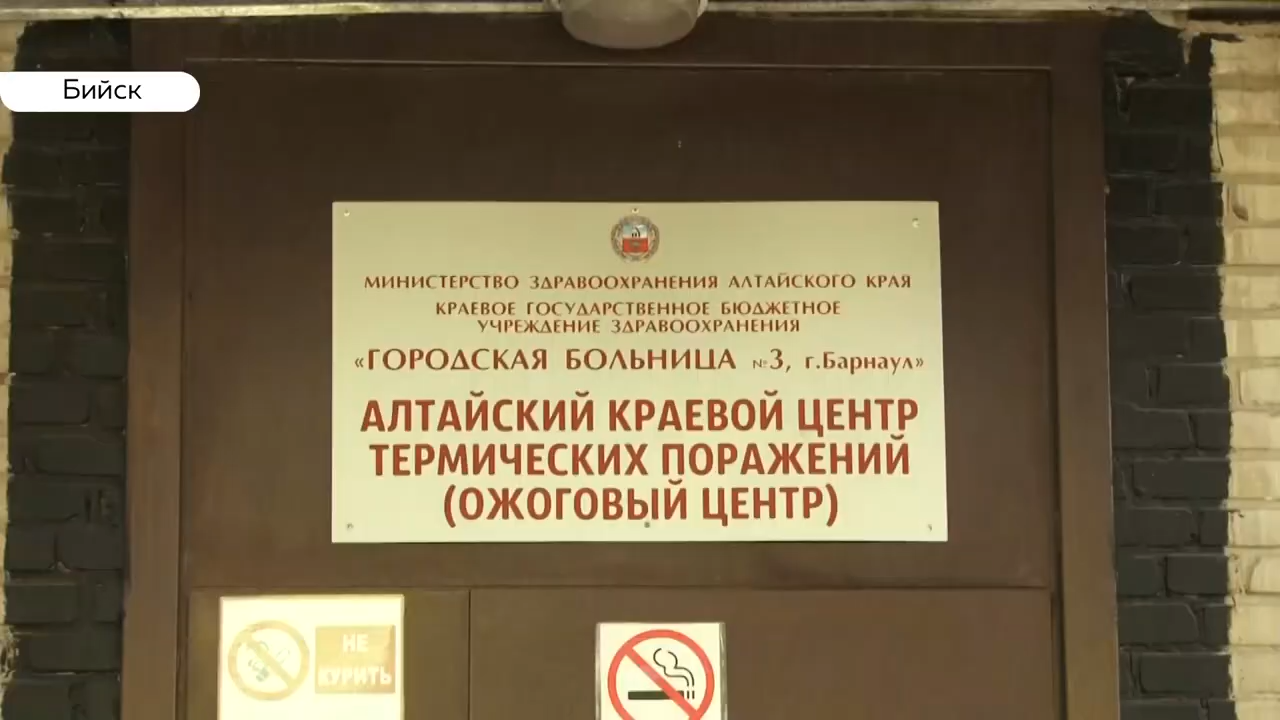 Бийск
МИНИСТЕРСТВО ЗДРАВООХРАНЕНИЯ АЛТАЙСКОГО КРАЯ
КРАЕВОЕ ГОСУДАРСТВЕННОЕ БЮДЖЕТНОЕ
УЧРЕЖДЕНИЕ ЗДРАВООХРАНЕНИЯ
«ГОРОДСКАЯ БОЛЬНИЦА №3, г.Барнаул»
АЛТАЙСКИЙ КРАЕВОЙ ЦЕНТР
ТЕРМИЧЕСКИХ ПОРАЖЕНИЙ
(ОЖОГОВЫЙ ЦЕНТР)
НЕ
КУРИТЬ